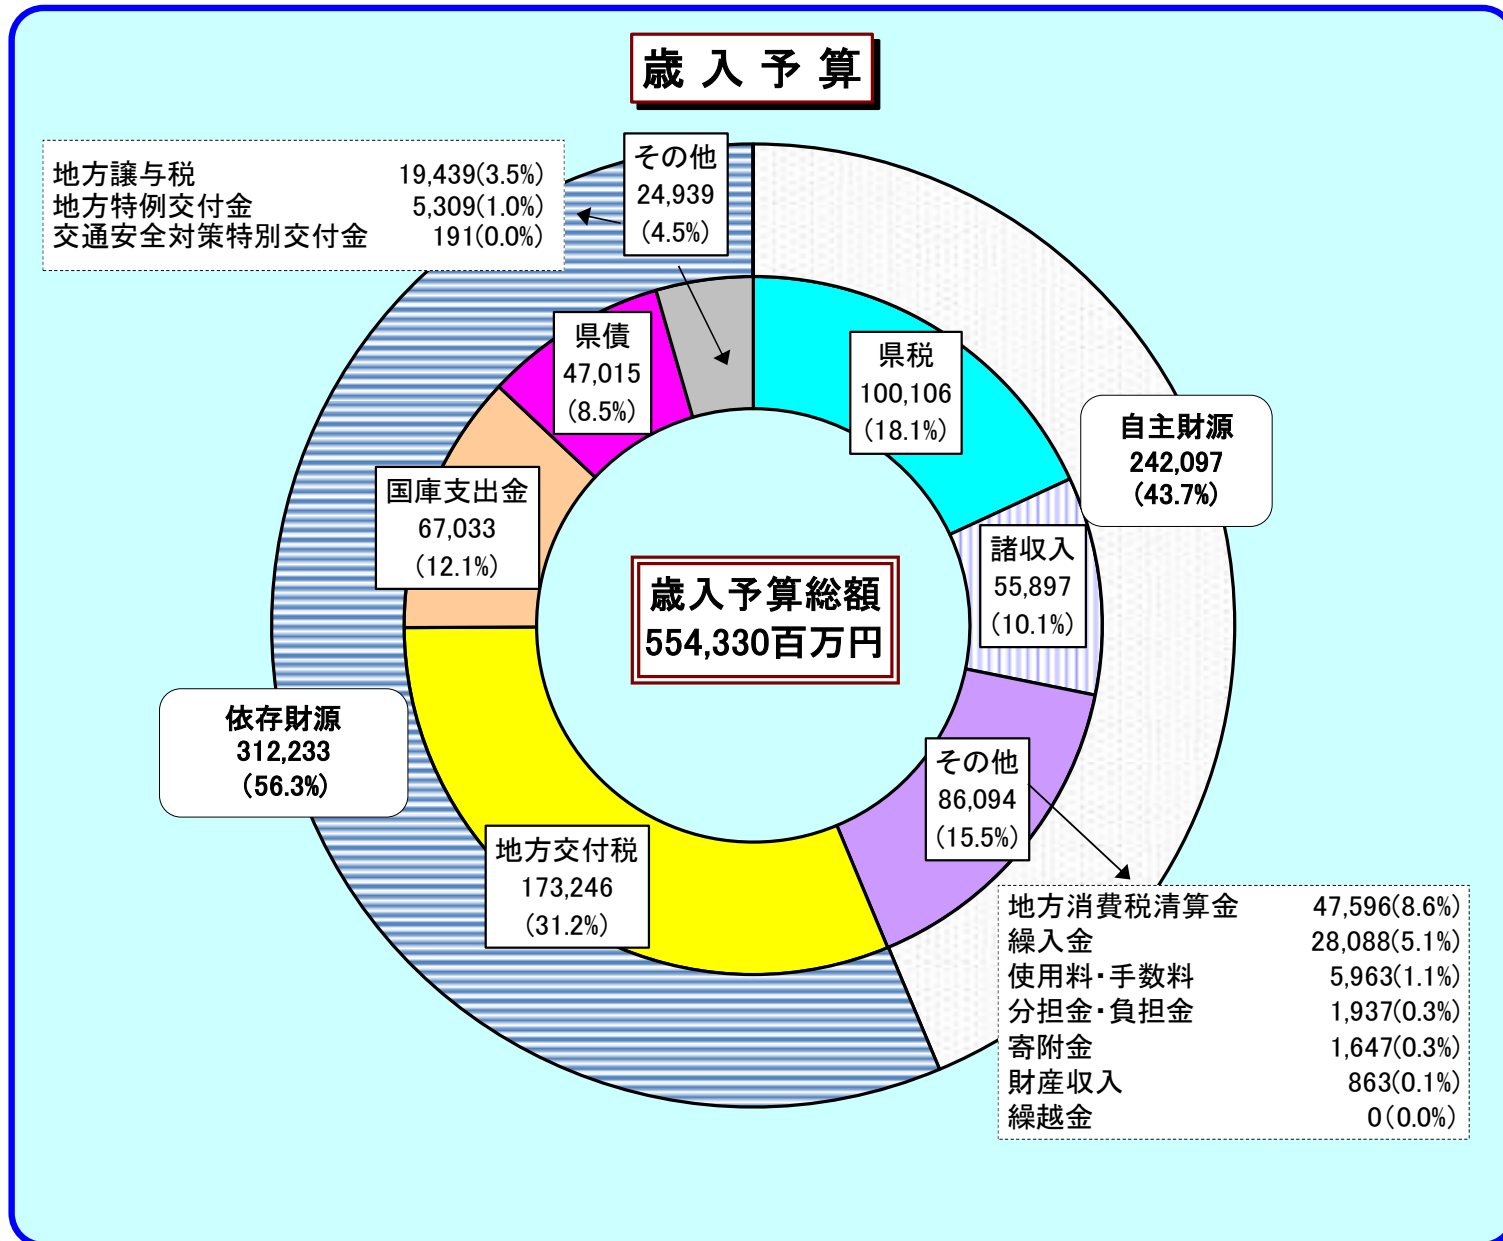 歳入予算
地方譲与税 19,439(3.5%)
地方特例交付金 5,309(1.0%)
交通安全対策特別交付金 191(0.0%)
その他
24,939
(4.5%)
県債
47,015
(8.5%)
県税
100,106
(18.1%)
自主財源
242,097
(43.7%)
国庫支出金
67,033
(12.1%)
諸収入
55,897
(10.1%)
歳入予算総額
554,330百万円
依存財源
312,233
(56.3%)
その他
86,094
(15.5%)
地方交付税
173,246
(31.2%)
地方消費税清算金 47,596(8.6%)
繰入金 28,088(5.1%)
使用料・手数料 5,963(1.1%)
分担金・負担金 1,937(0.3%)
寄附金 1,647(0.3%)
財産収入 863(0.1%)
繰越金 0(0.0%)